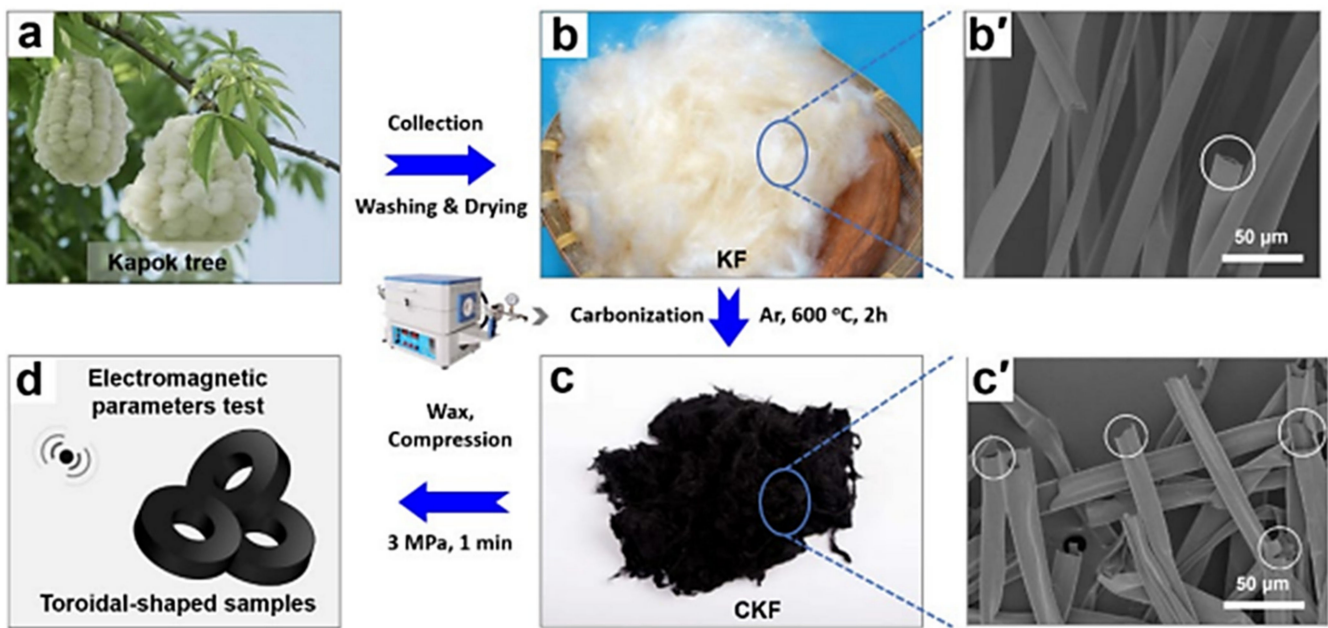 a
Kapok tree
Collection
Washing & Drying
b
KF
b′
50 μm
Carbonization
Ar, 600 °C, 2h
d
Electromagnetic
parameters test
Toroidal-shaped samples
Wax,
Compression
3 MPa, 1 min
c
CKF
c′
50 μm